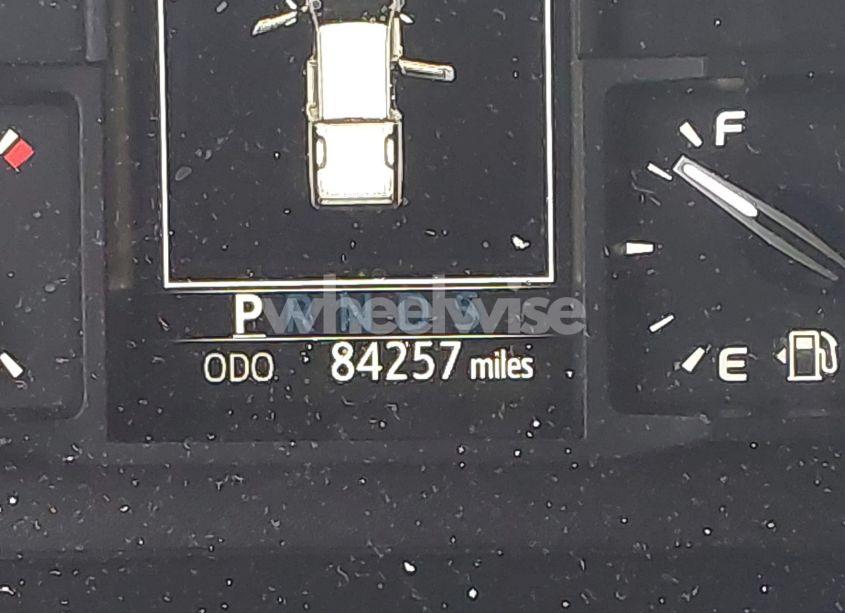 F
P R N D S
wheelwise
ODO 84257 miles
E